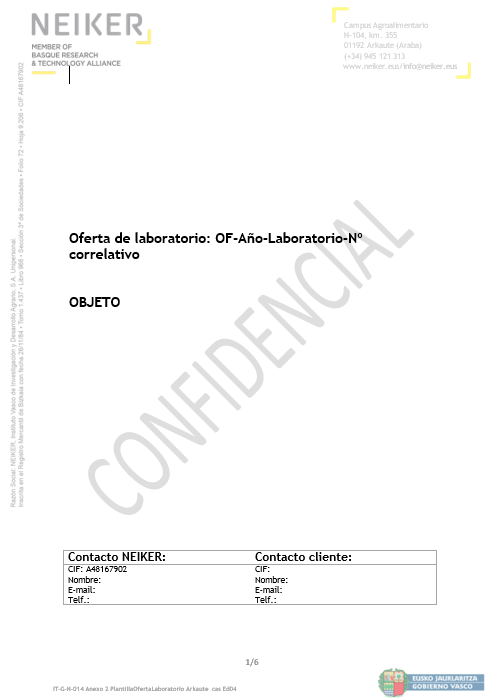 NEIKER
MEMBER OF
BASQUE RESEARCH
& TECHNOLOGY ALLIANCE
Campus Agroalimentario
N-104, km. 355
01192 Arkaute (Araba)
(+34) 945 121 313
www.neiker.eus/info@neiker.eus
Razón Social: NEIKER, Instituto Vasco de Investigación y Desarrollo Agrario, S.A. Unipersonal
Inscrita en el Registro Mercantil de Bizkaia con fecha 26/11/84 • Tomo 1.437 • Libro 968 • Sección 3ª de Sociedades • Folio 72 • Hoja 9.206 • CIF A48167902
Oferta de laboratorio: OF-Año-Laboratorio-Nº
correlativo
OBJETO
CONFIDENCIAL
Contacto NEIKER: Contacto cliente:
CIF: A48167902 CIF:
Nombre: Nombre:
E-mail: E-mail:
Telf.: Telf.:
1/6
IT-G-N-014 Anexo 2 PlantillaOfertaLaboratorio Arkaute cas Ed04
EUSKO JAURLARITZA
GOBIERNO VASCO